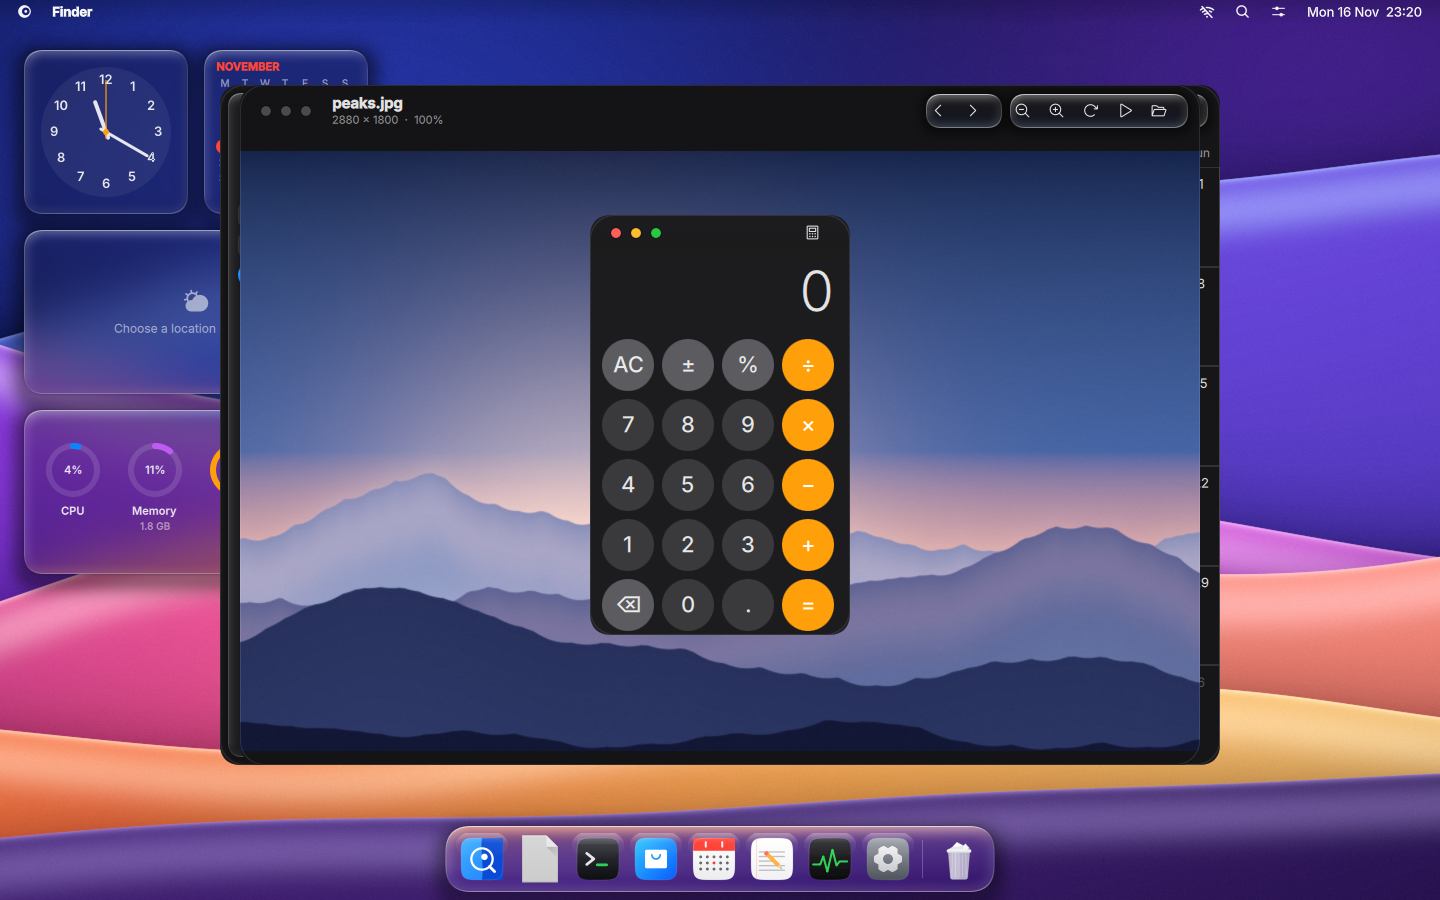 Finder
Mon 16 Nov 23:20
12
1
2
3
4
5
6
7
8
9
10
11
NOVEMBER
M T W T F S S
Choose a location
4%
CPU
11%
Memory
1.8 GB
peaks.jpg
2880 × 1800 · 100%
0
AC ± % ÷
7 8 9 ×
4 5 6 −
1 2 3 +
0 . =